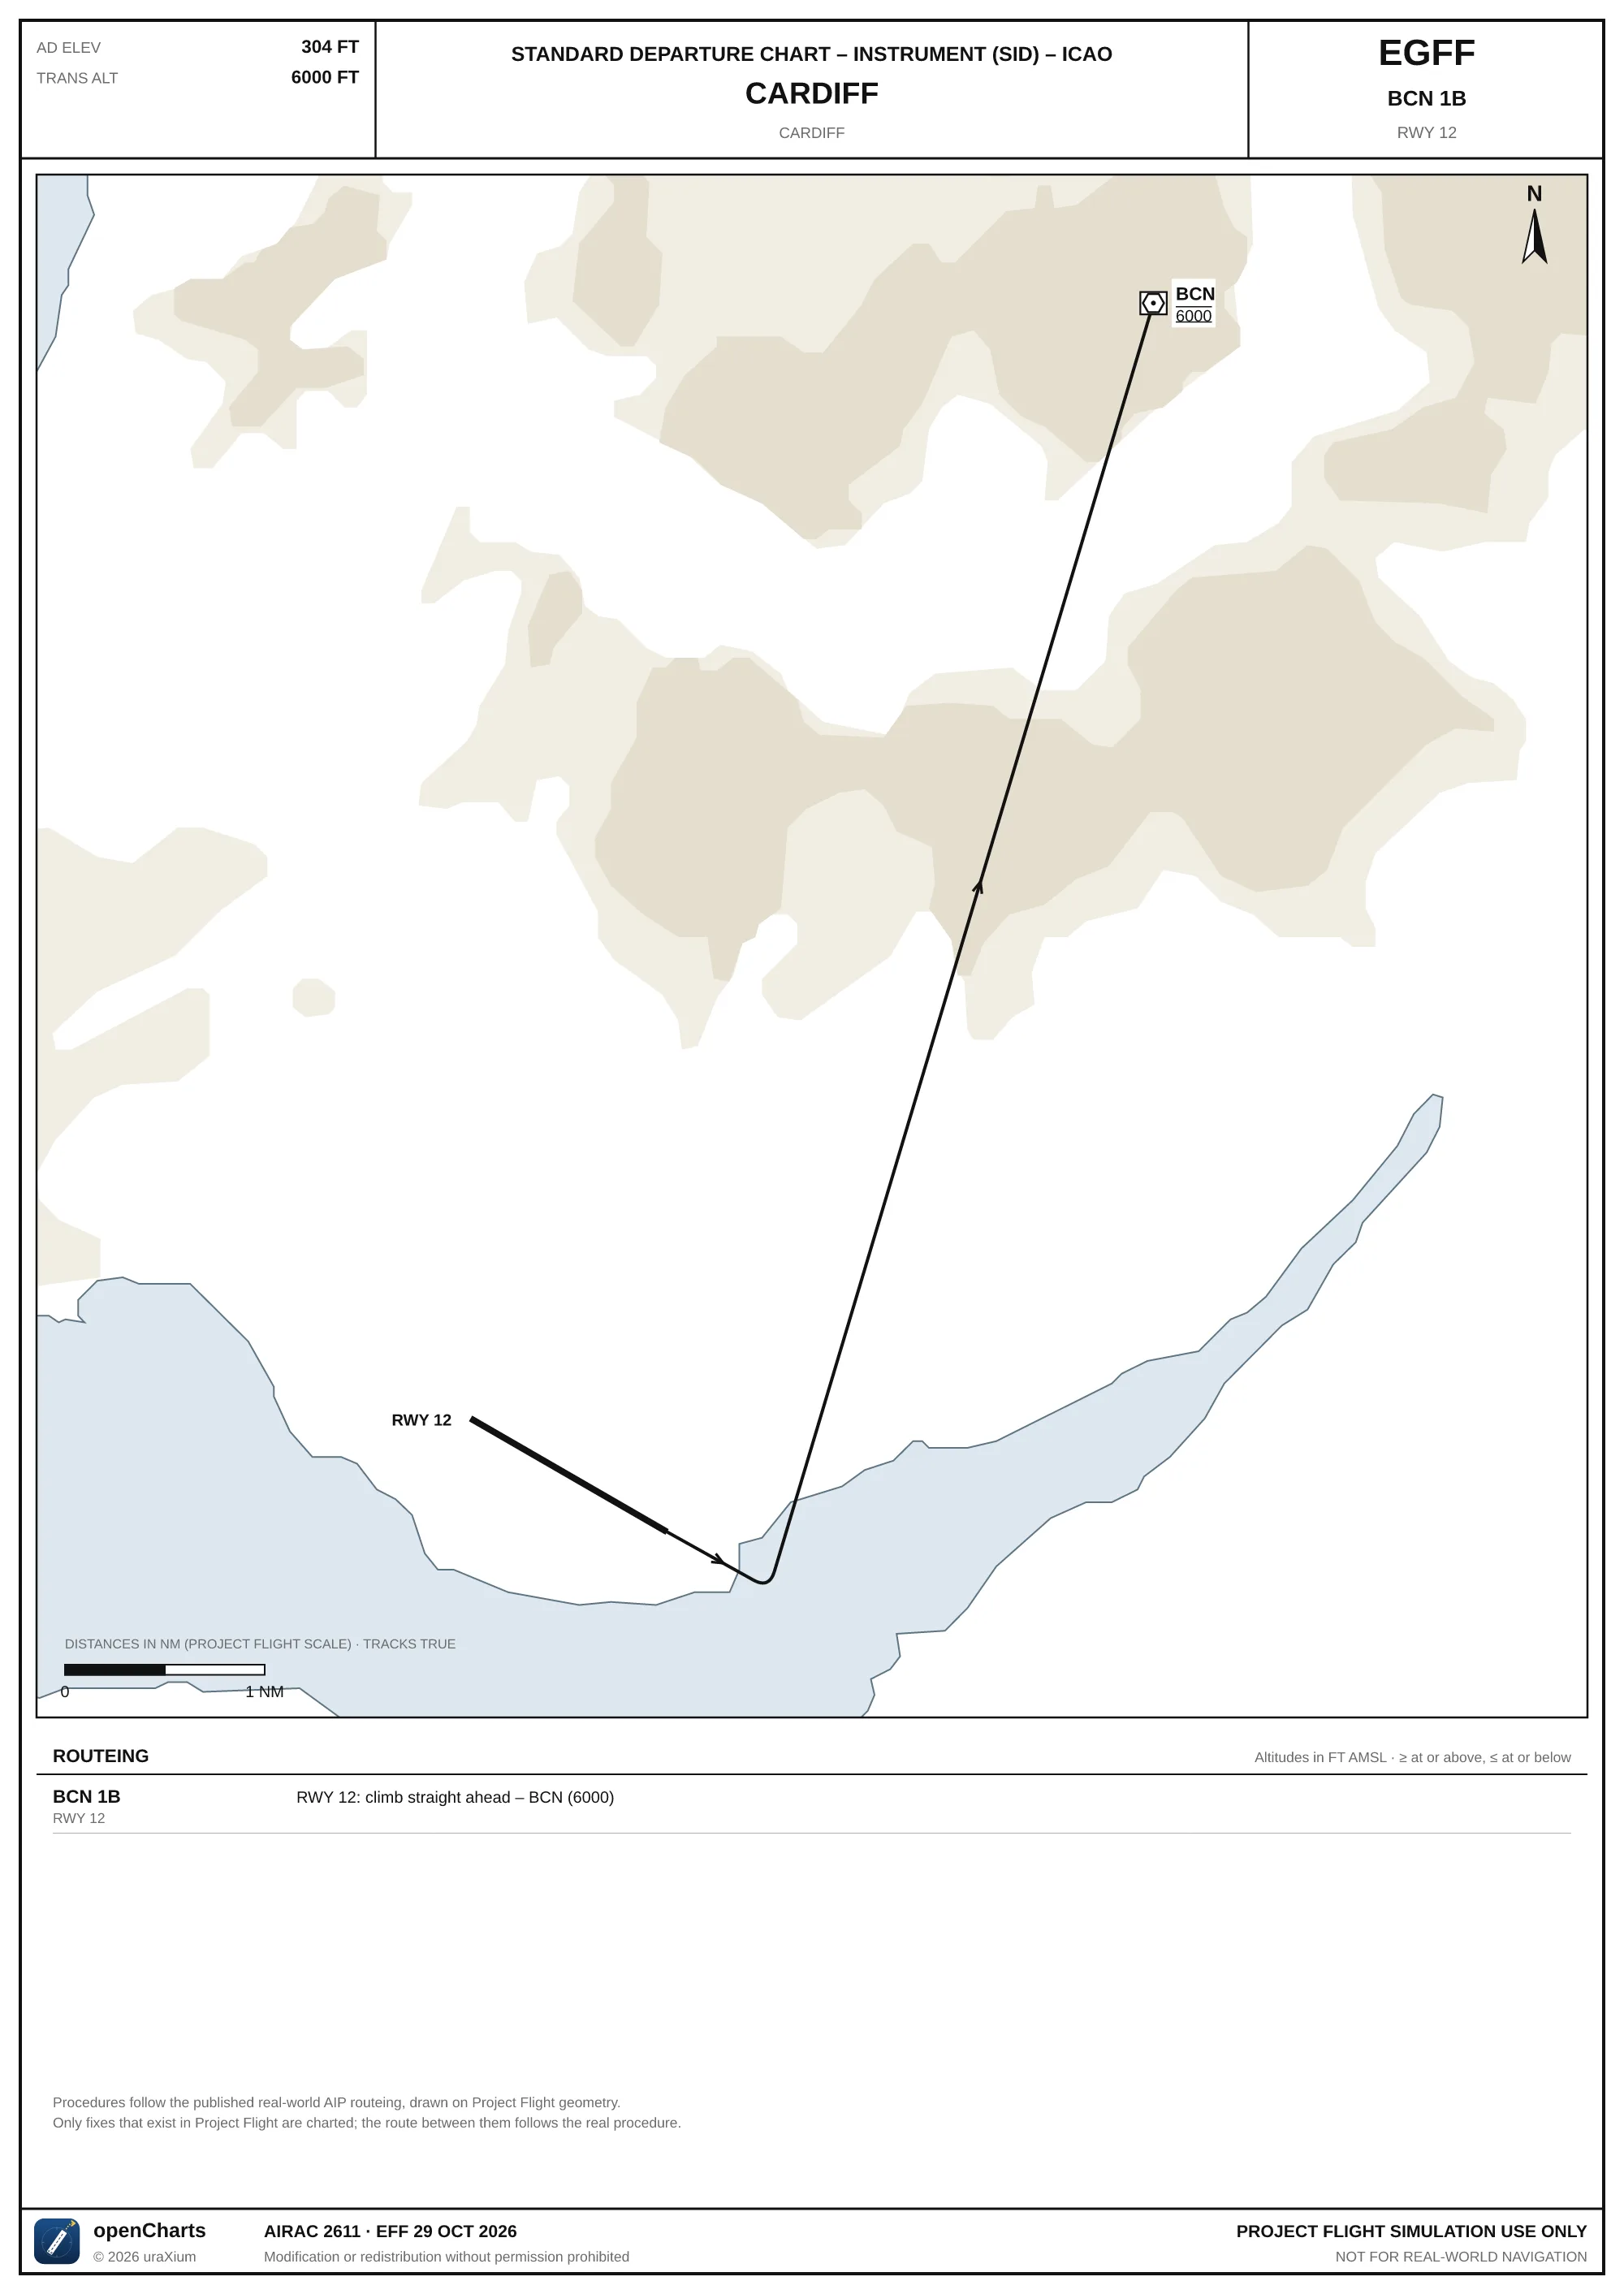 AD ELEV 304 FT
TRANS ALT 6000 FT
STANDARD DEPARTURE CHART – INSTRUMENT (SID) – ICAO
CARDIFF
CARDIFF
EGFF
BCN 1B
RWY 12
N
BCN
6000
RWY 12
DISTANCES IN NM (PROJECT FLIGHT SCALE) · TRACKS TRUE
0 1 NM
ROUTEING Altitudes in FT AMSL · ≥ at or above, ≤ at or below
BCN 1B RWY 12: climb straight ahead – BCN (6000)
RWY 12
Procedures follow the published real-world AIP routeing, drawn on Project Flight geometry.
Only fixes that exist in Project Flight are charted; the route between them follows the real procedure.
openCharts AIRAC 2611 · EFF 29 OCT 2026 PROJECT FLIGHT SIMULATION USE ONLY
© 2026 uraXium Modification or redistribution without permission prohibited NOT FOR REAL-WORLD NAVIGATION